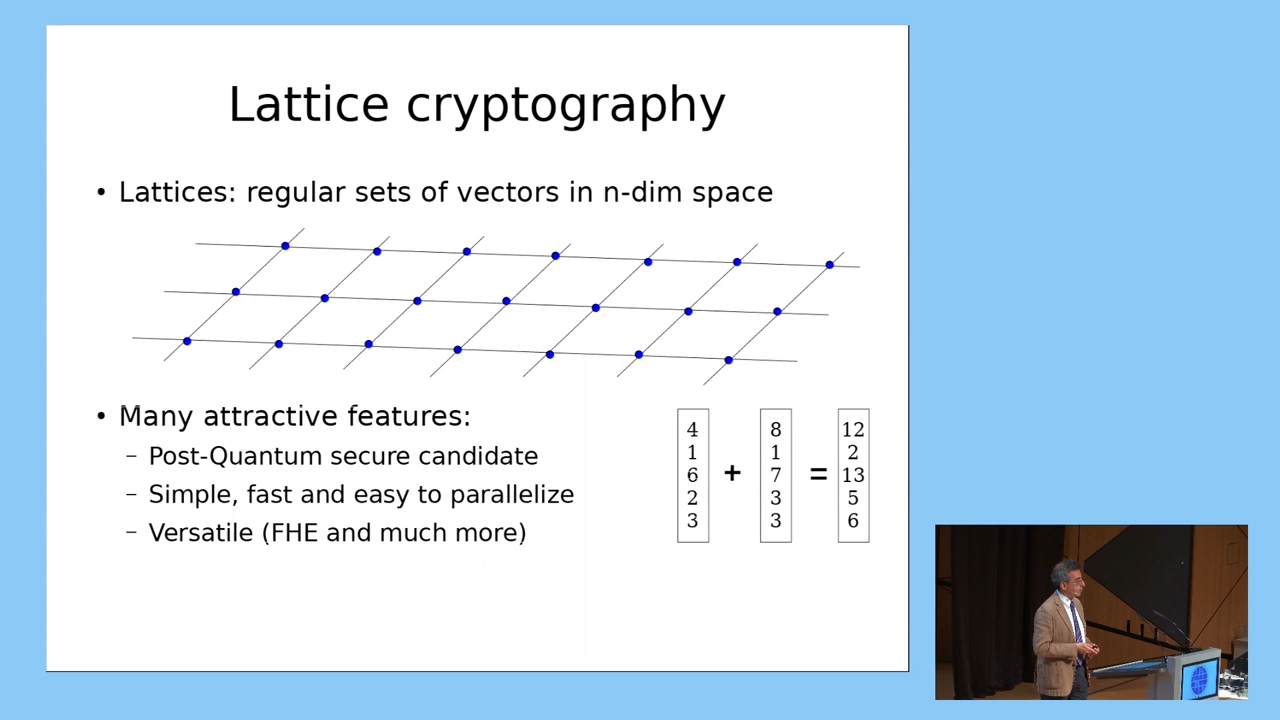 Lattice cryptography
• Lattices: regular sets of vectors in n-dim space
• Many attractive features:
– Post-Quantum secure candidate
– Simple, fast and easy to parallelize
– Versatile (FHE and much more)
4 8 12
1 1 2
6 7 13
+ =
2 3 5
3 3 6